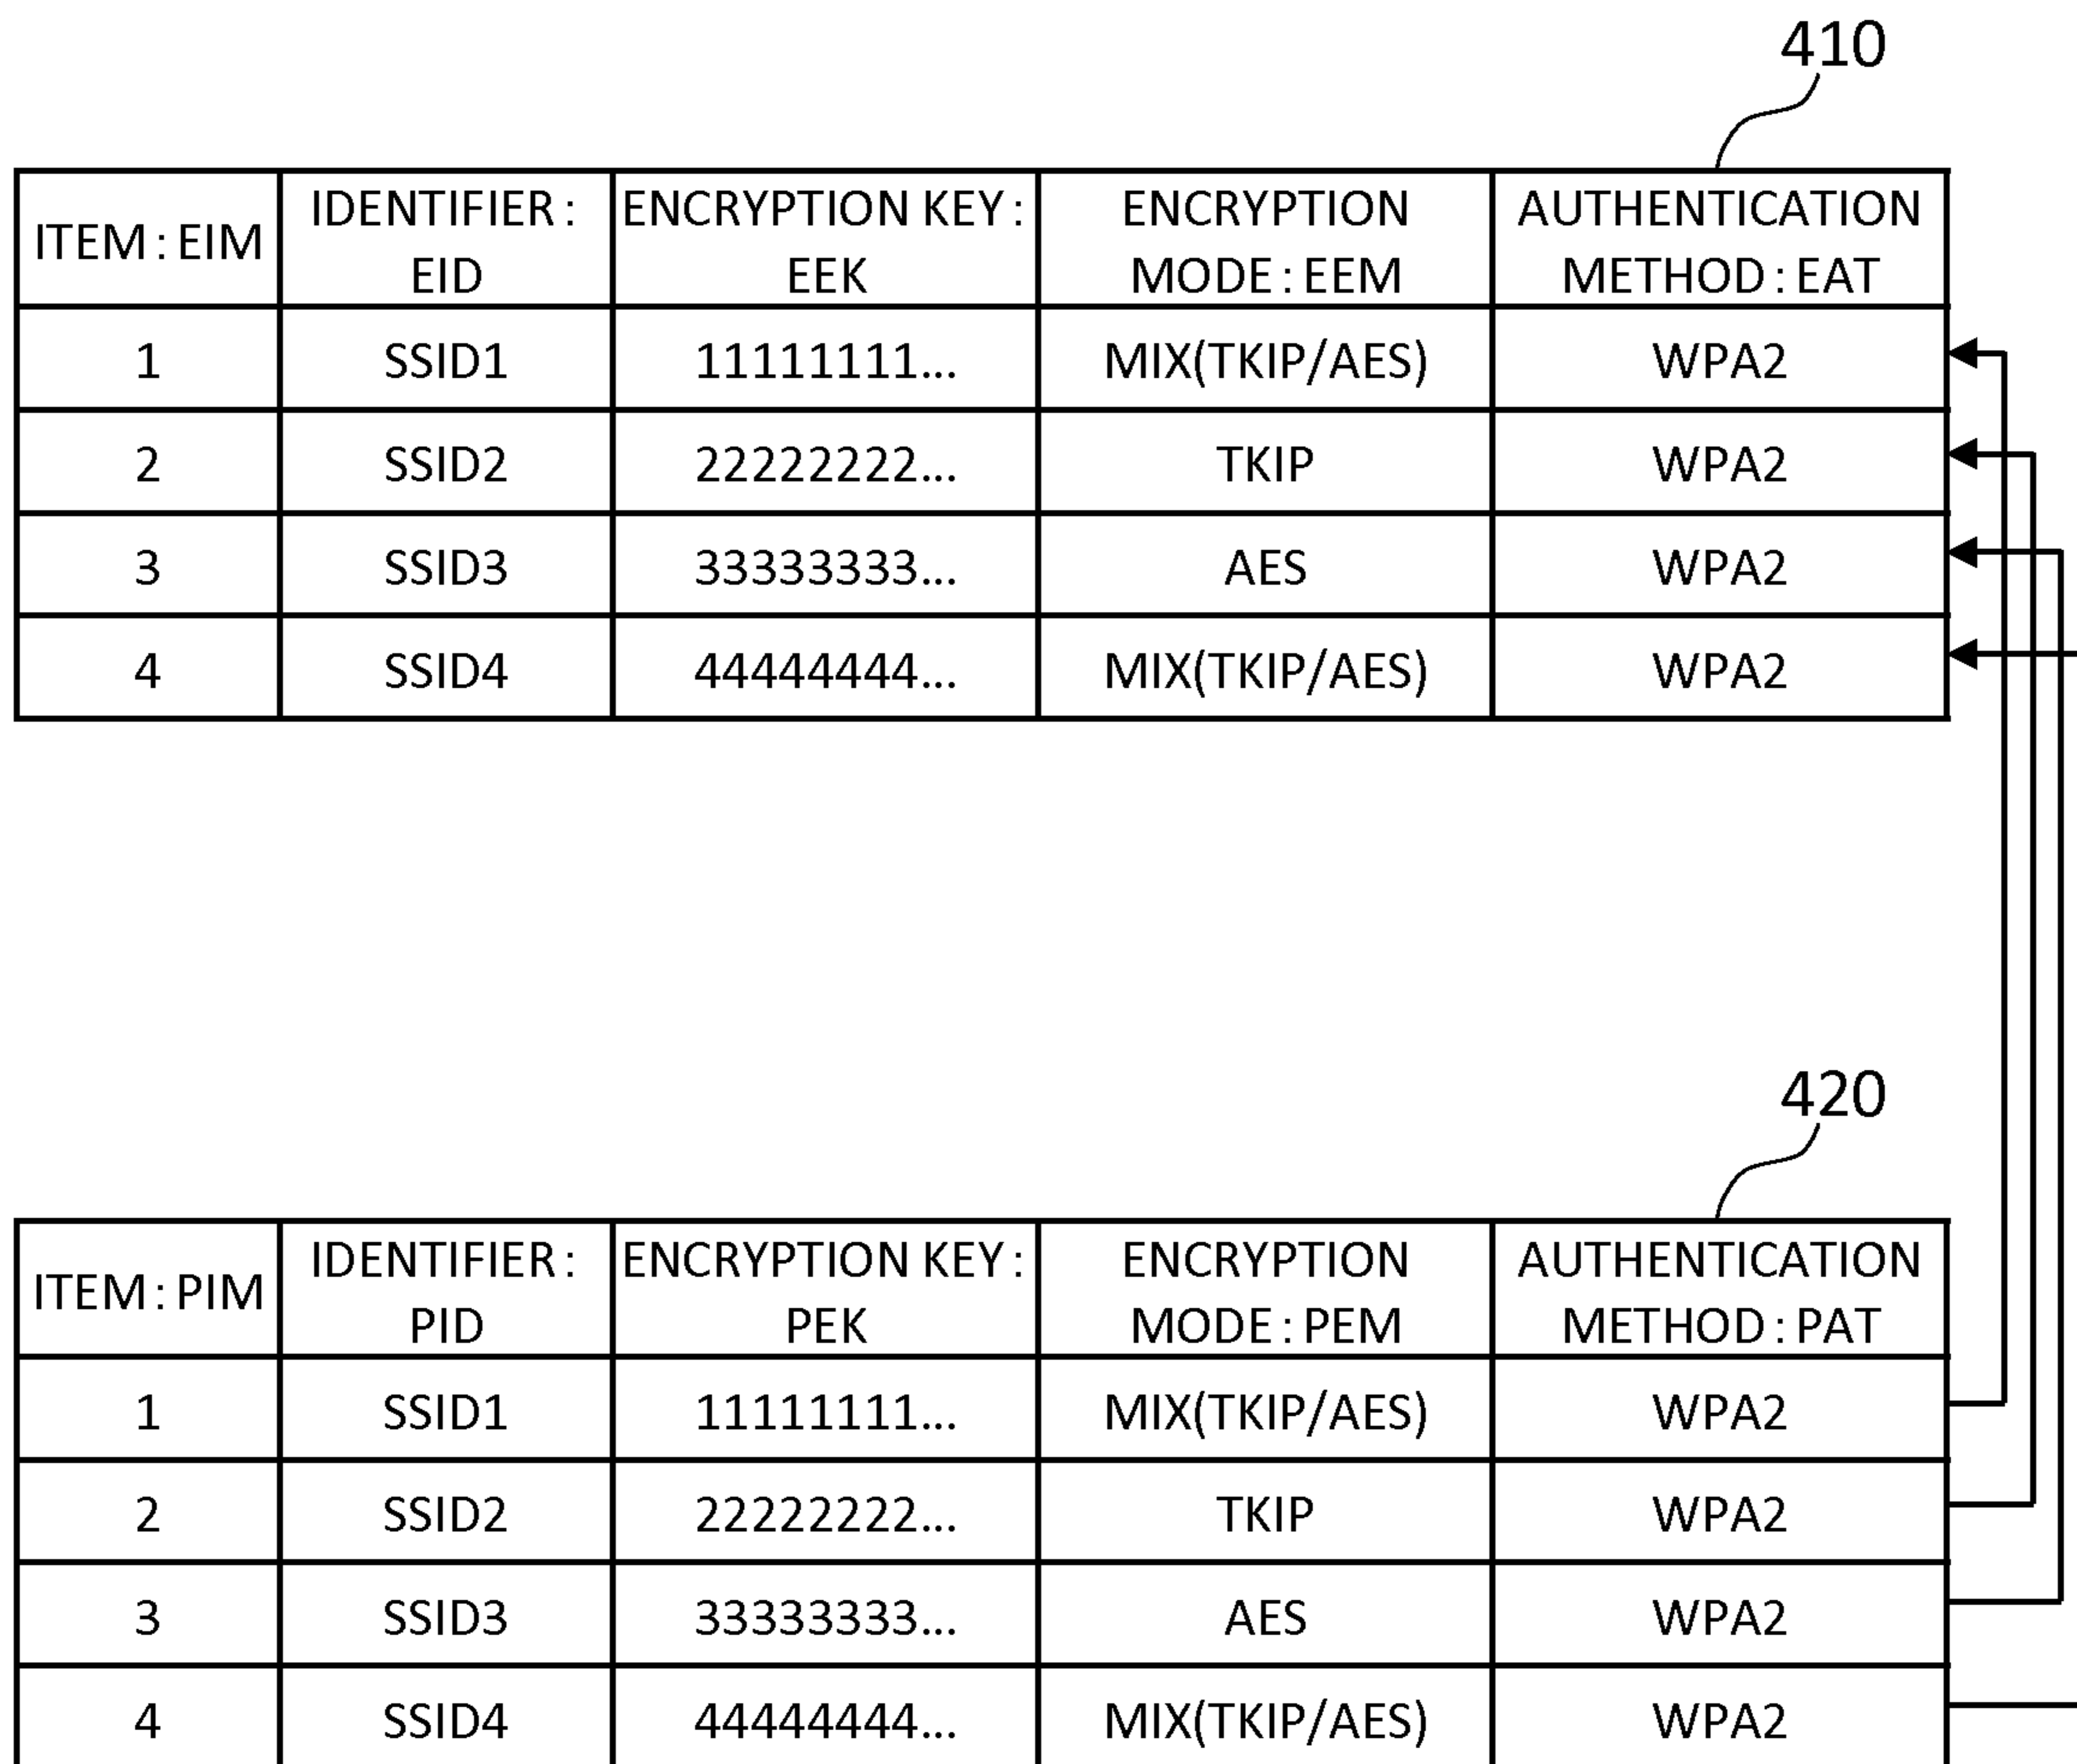 410
ITEM : EIM
IDENTIFIER :
EID
ENCRYPTION KEY :
EEK
ENCRYPTION
MODE : EEM
AUTHENTICATION
METHOD : EAT
1 SSID1 11111111... MIX(TKIP/AES) WPA2
2 SSID2 22222222... TKIP WPA2
3 SSID3 33333333... AES WPA2
4 SSID4 44444444... MIX(TKIP/AES) WPA2
420
ITEM : PIM
IDENTIFIER :
PID
ENCRYPTION KEY :
PEK
ENCRYPTION
MODE : PEM
AUTHENTICATION
METHOD : PAT
1 SSID1 11111111... MIX(TKIP/AES) WPA2
2 SSID2 22222222... TKIP WPA2
3 SSID3 33333333... AES WPA2
4 SSID4 44444444... MIX(TKIP/AES) WPA2